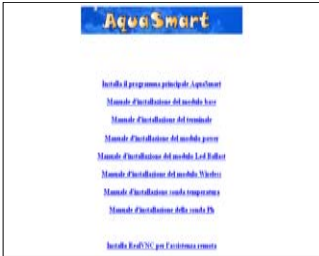 AquaSmart
Installa il programma principale AquaSmart
Manuale d'installazione del modulo base
Manuale d'installazione del terminale
Manuale d'installazione del modulo power
Manuale d'installazione del modulo Led Ballast
Manuale d'installazione del modulo Wireless
Manuale d'installazione sonda temperatura
Manuale d'installazione della sonda Ph
Installa RealVNC per l'assistenza remota